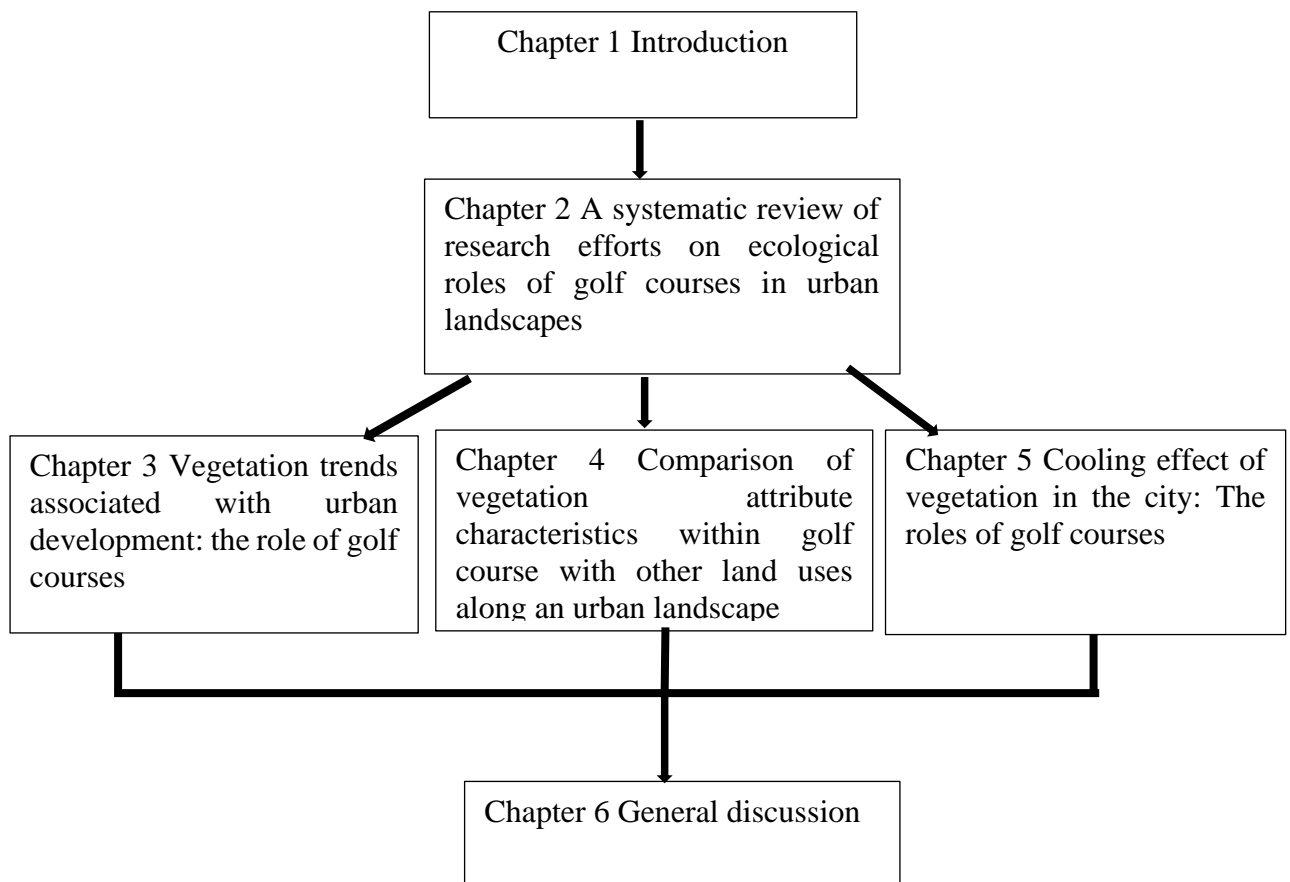 Chapter 1 Introduction
Chapter 2 A systematic review of
research efforts on ecological
roles of golf courses in urban
landscapes
Chapter 3 Vegetation trends
associated with urban
development: the role of golf
courses
Chapter 4 Comparison of
vegetation attribute
characteristics within golf
course with other land uses
along an urban landscape
Chapter 5 Cooling effect of
vegetation in the city: The
roles of golf courses
Chapter 6 General discussion